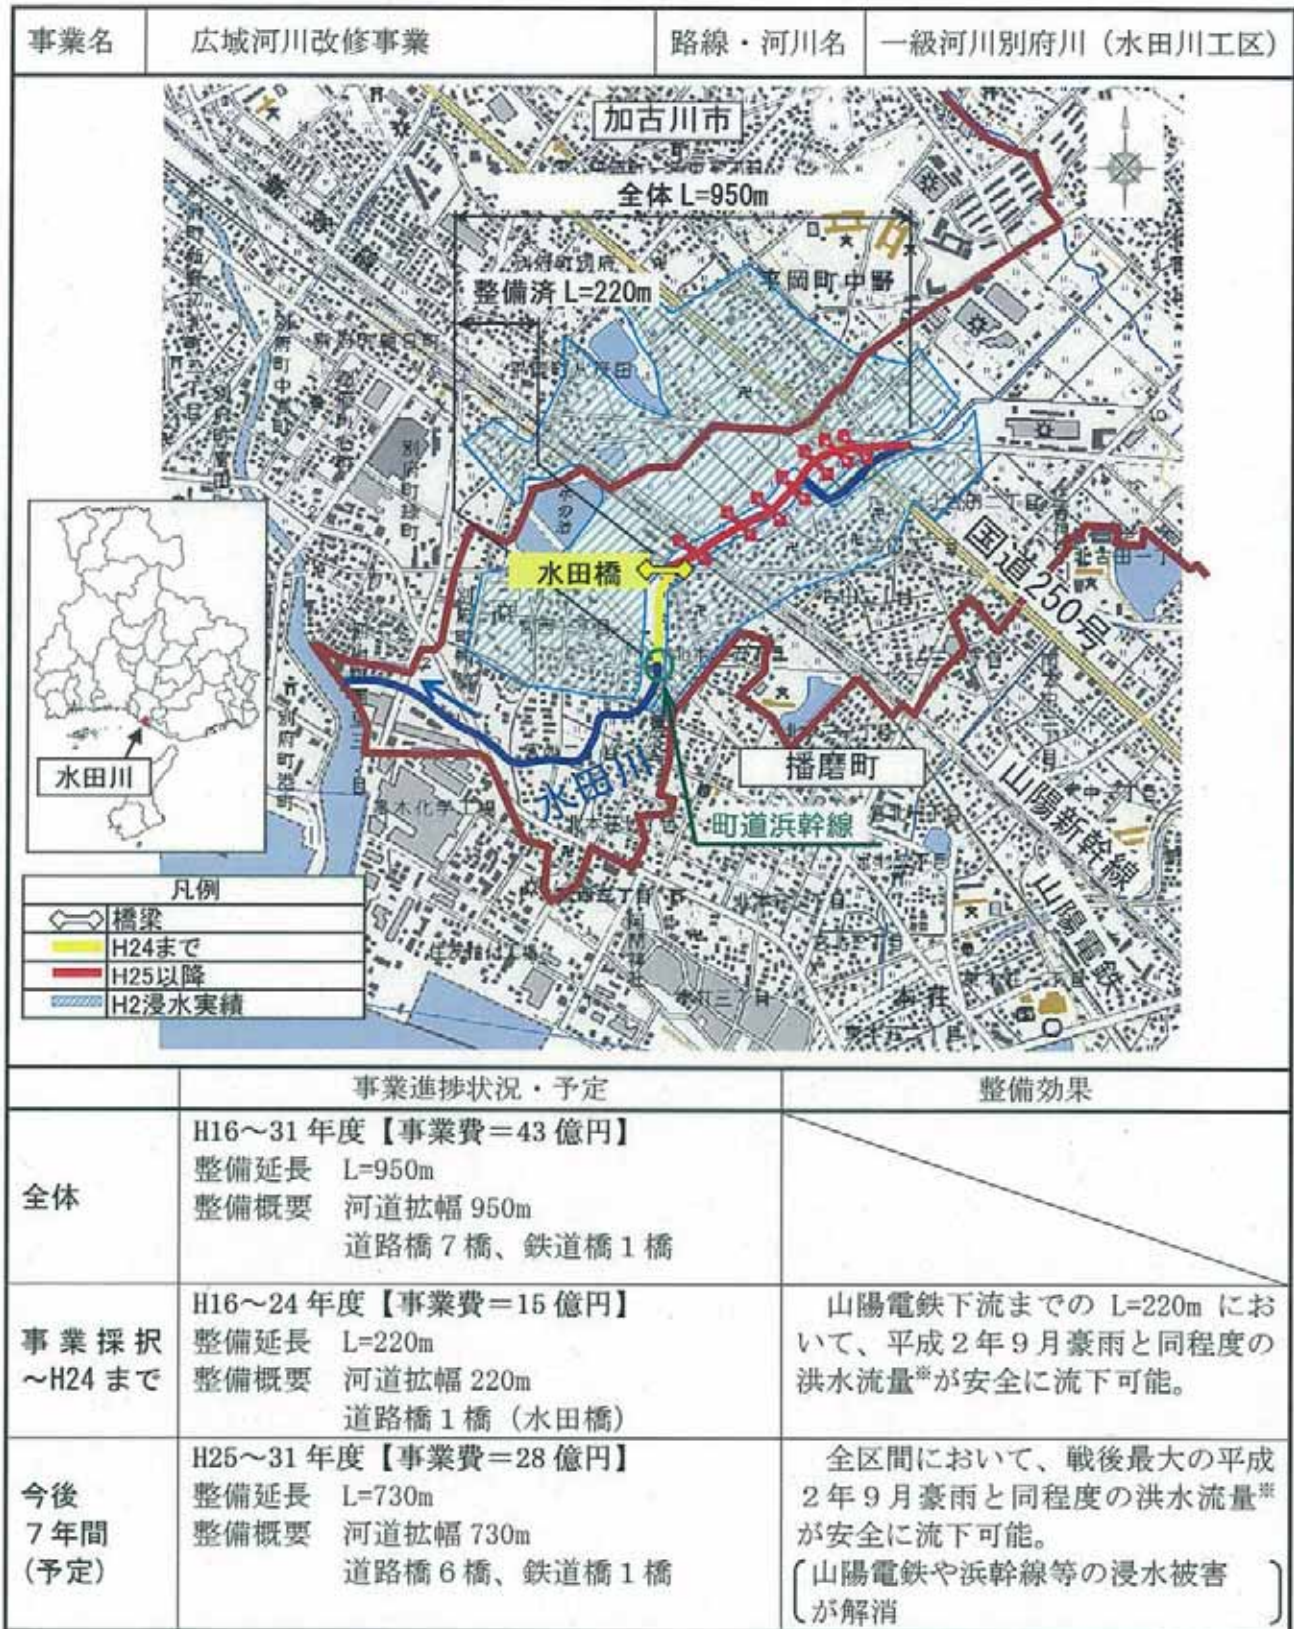 事業名 広域河川改修事業 路線・河川名 一級河川別府川（水田川工区）
加古川市
全体 L=950m
整備済 L=220m
平岡町中野
水田橋
国道250号
水田川
水田川
播磨町
町道浜幹線
山陽新幹線
山陽電鉄
本荘
凡例
橋梁
H24まで
H25以降
H2浸水実績
事業進捗状況・予定 整備効果
全体
H16～31 年度【事業費＝43 億円】
整備延長 L=950m
整備概要 河道拡幅 950m
道路橋７橋、鉄道橋１橋
事業採択
～H24 まで
H16～24 年度【事業費＝15 億円】
整備延長 L=220m
整備概要 河道拡幅 220m
道路橋１橋（水田橋）
山陽電鉄下流までの L=220m にお
いて、平成２年９月豪雨と同程度の
洪水流量※が安全に流下可能。
今後
７年間
(予定)
H25～31 年度【事業費＝28 億円】
整備延長 L=730m
整備概要 河道拡幅 730m
道路橋６橋、鉄道橋１橋
全区間において、戦後最大の平成
２年９月豪雨と同程度の洪水流量※
が安全に流下可能。
山陽電鉄や浜幹線等の浸水被害
が解消